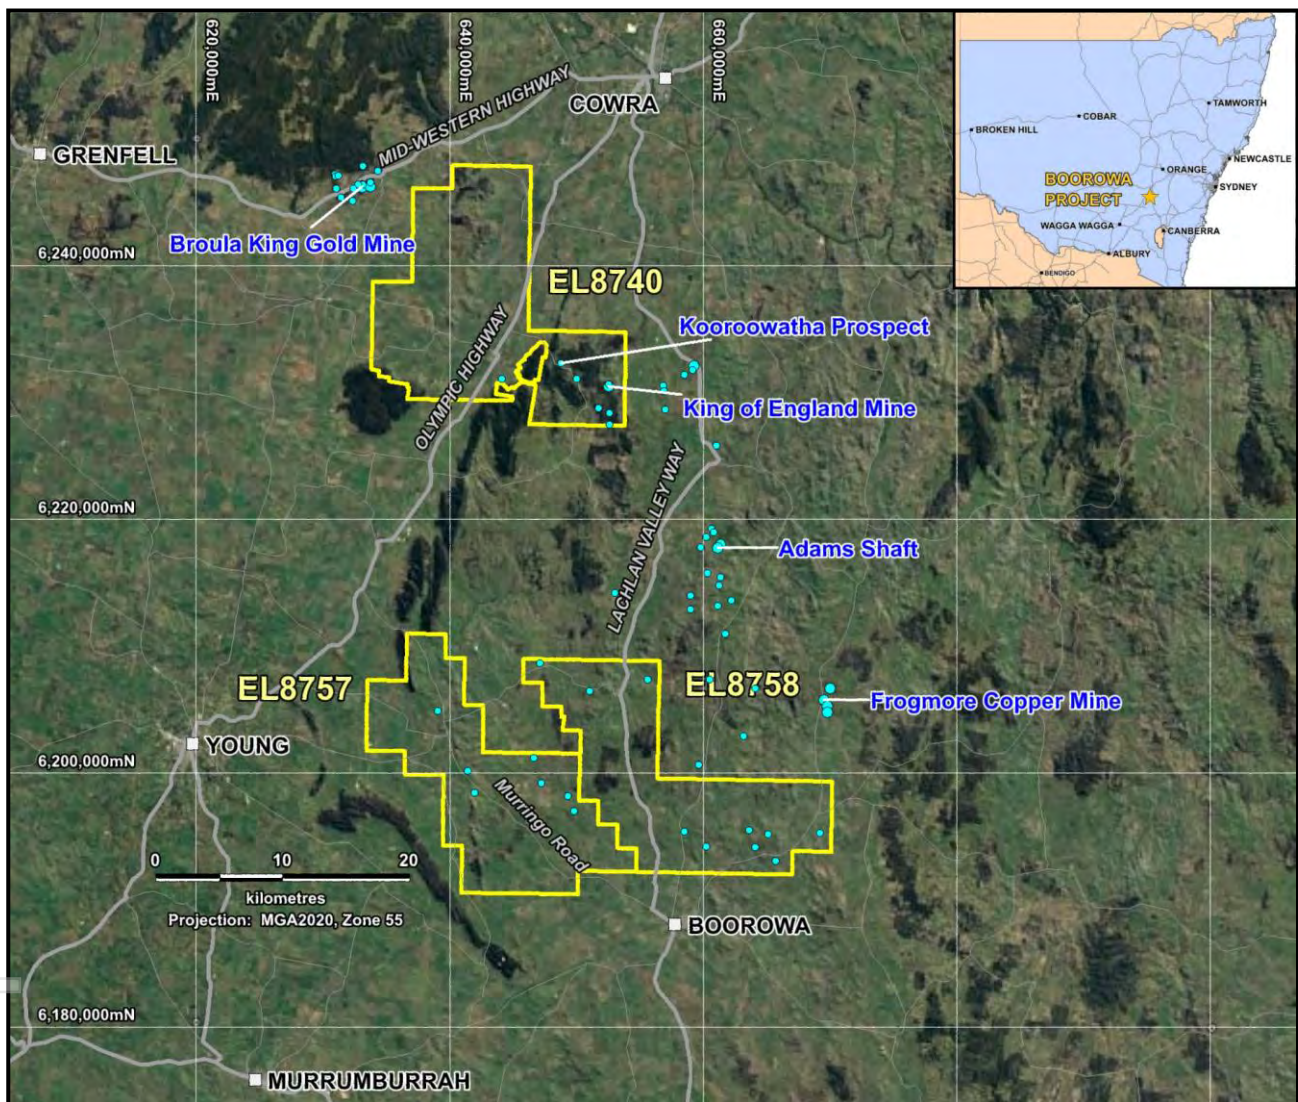 620,000mE
640,000mE
660,000mE
COWRA
MID-WESTERN HIGHWAY
GRENFELL
Broula King Gold Mine
6,240,000mN
EL8740
Kooroowatha Prospect
OLYMPIC HIGHWAY
King of England Mine
6,220,000mN
LACHLAN VALLEY WAY
Adams Shaft
EL8757
EL8758
Frogmore Copper Mine
YOUNG
6,200,000mN
Murringo Road
0 10 20
kilometres
Projection: MGA2020, Zone 55
BOOROWA
6,180,000mN
MURRUMBURRAH
TAMWORTH
COBAR
BROKEN HILL
NEWCASTLE
ORANGE
SYDNEY
BOOROWA
PROJECT
WAGGA WAGGA
CANBERRA
ALBURY
BENDIGO